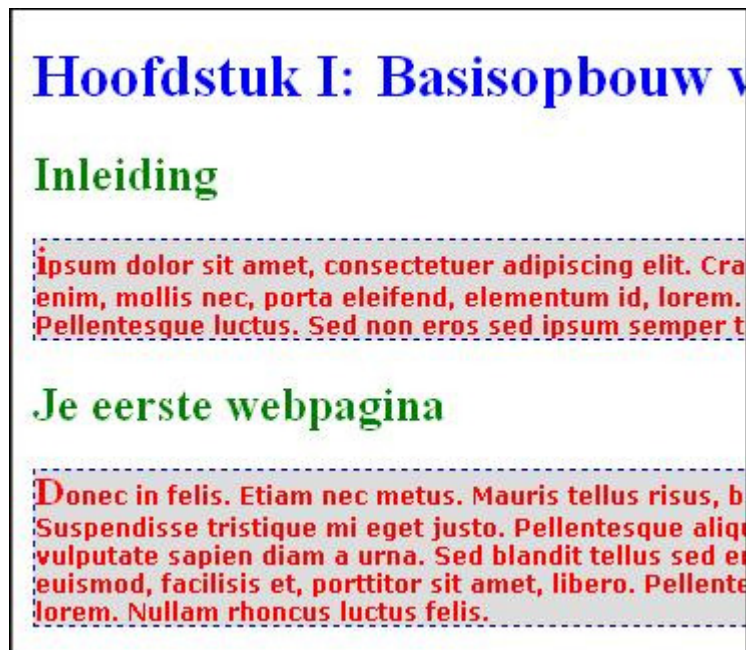 Hoofdstuk I: Basisopbouw v
Inleiding
ipsum dolor sit amet, consectetuer adipiscing elit. Cra
enim, mollis nec, porta eleifend, elementum id, lorem.
Pellentesque luctus. Sed non eros sed ipsum semper t
Je eerste webpagina
Donec in felis. Etiam nec metus. Mauris tellus risus, b
Suspendisse tristique mi eget justo. Pellentesque aliqu
vulputate sapien diam a urna. Sed blandit tellus sed e
euismod, facilisis et, porttitor sit amet, libero. Pellente
lorem. Nullam rhoncus luctus felis.